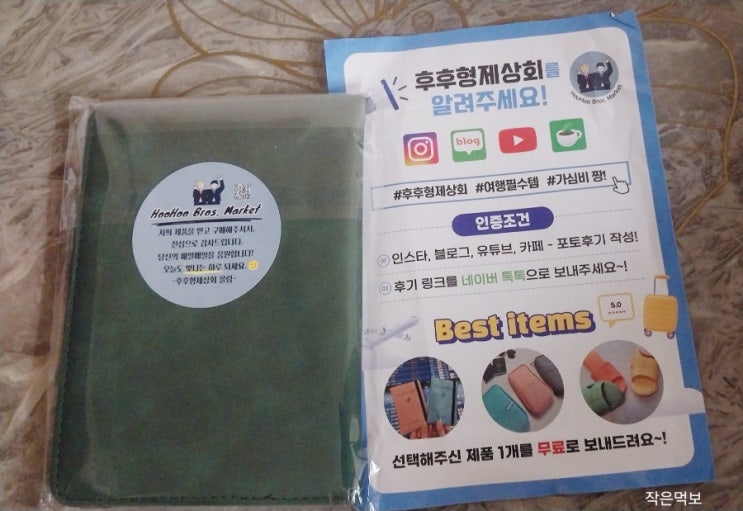 HooHoo Bros. Market
저희 제품을 믿고 구매해주셔서,
진심으로 감사드립니다.
당신의 매일매일을 응원합니다!
오늘도 빛나는 하루 되세요.
-후후형제상회 올림-
후후형제상회를
알려주세요!
HooHoo Bros. Market
blog
#후후형제상회 #여행필수템 #가심비 짱!
인증조건
01 인스타, 블로그, 유튜브, 카페 - 포토후기 작성!
02 후기 링크를 네이버 톡톡으로 보내주세요~!
Best items
5.0
★★★★★
선택해주신 제품 1개를 무료로 보내드려요~!
작은먹보